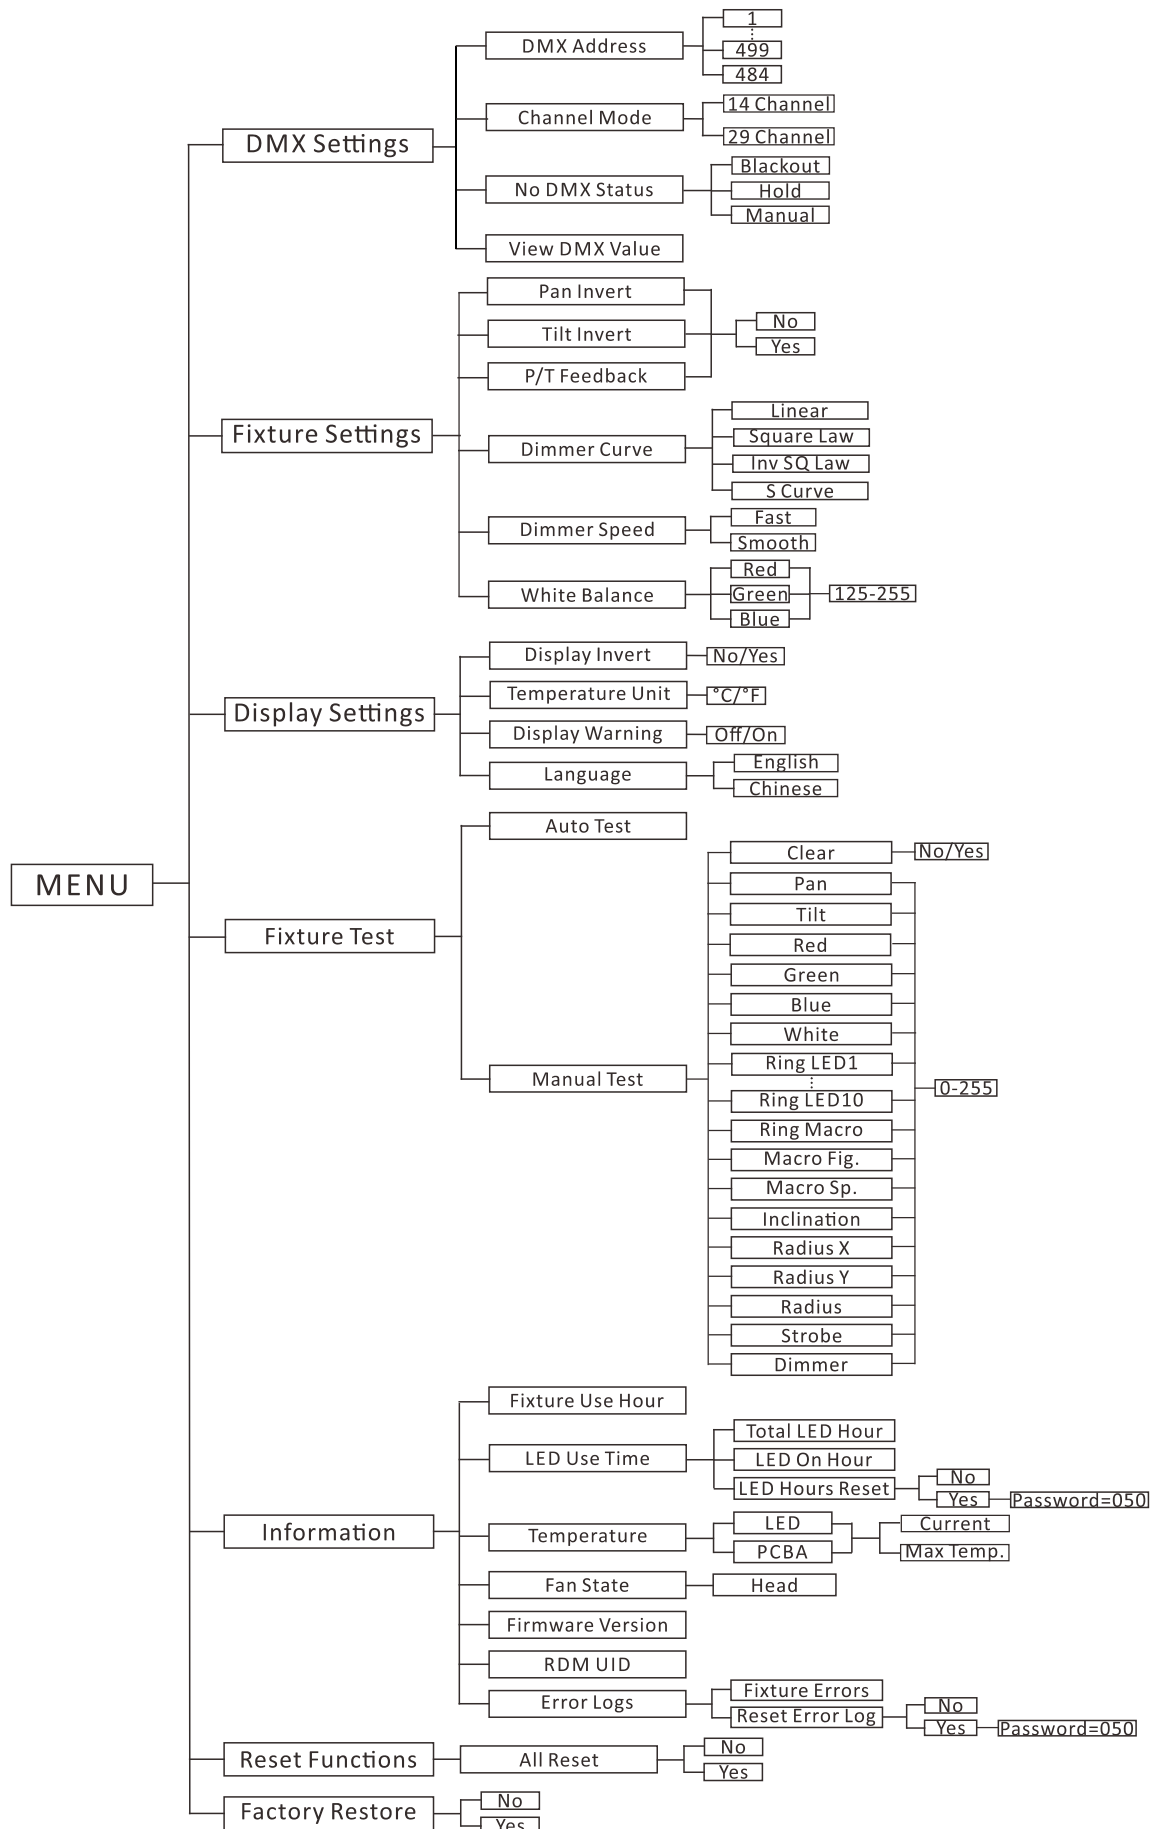 MENU
DMX Settings
DMX Address
1
499
484
Channel Mode
14 Channel
29 Channel
No DMX Status
Blackout
Hold
Manual
View DMX Value
Fixture Settings
Pan Invert
Tilt Invert
P/T Feedback
No
Yes
Dimmer Curve
Linear
Square Law
Inv SQ Law
S Curve
Dimmer Speed
Fast
Smooth
White Balance
Red
Green
Blue
125-255
Display Settings
Display Invert
No/Yes
Temperature Unit
°C/°F
Display Warning
Off/On
Language
English
Chinese
Fixture Test
Auto Test
Manual Test
Clear
No/Yes
Pan
Tilt
Red
Green
Blue
White
Ring LED1
Ring LED10
Ring Macro
Macro Fig.
Macro Sp.
Inclination
Radius X
Radius Y
Radius
Strobe
Dimmer
0-255
Information
Fixture Use Hour
LED Use Time
Total LED Hour
LED On Hour
LED Hours Reset
No
Yes
Password=050
Temperature
LED
PCBA
Current
Max Temp.
Fan State
Head
Firmware Version
RDM UID
Error Logs
Fixture Errors
Reset Error Log
No
Yes
Password=050
Reset Functions
All Reset
No
Yes
Factory Restore
No
Yes